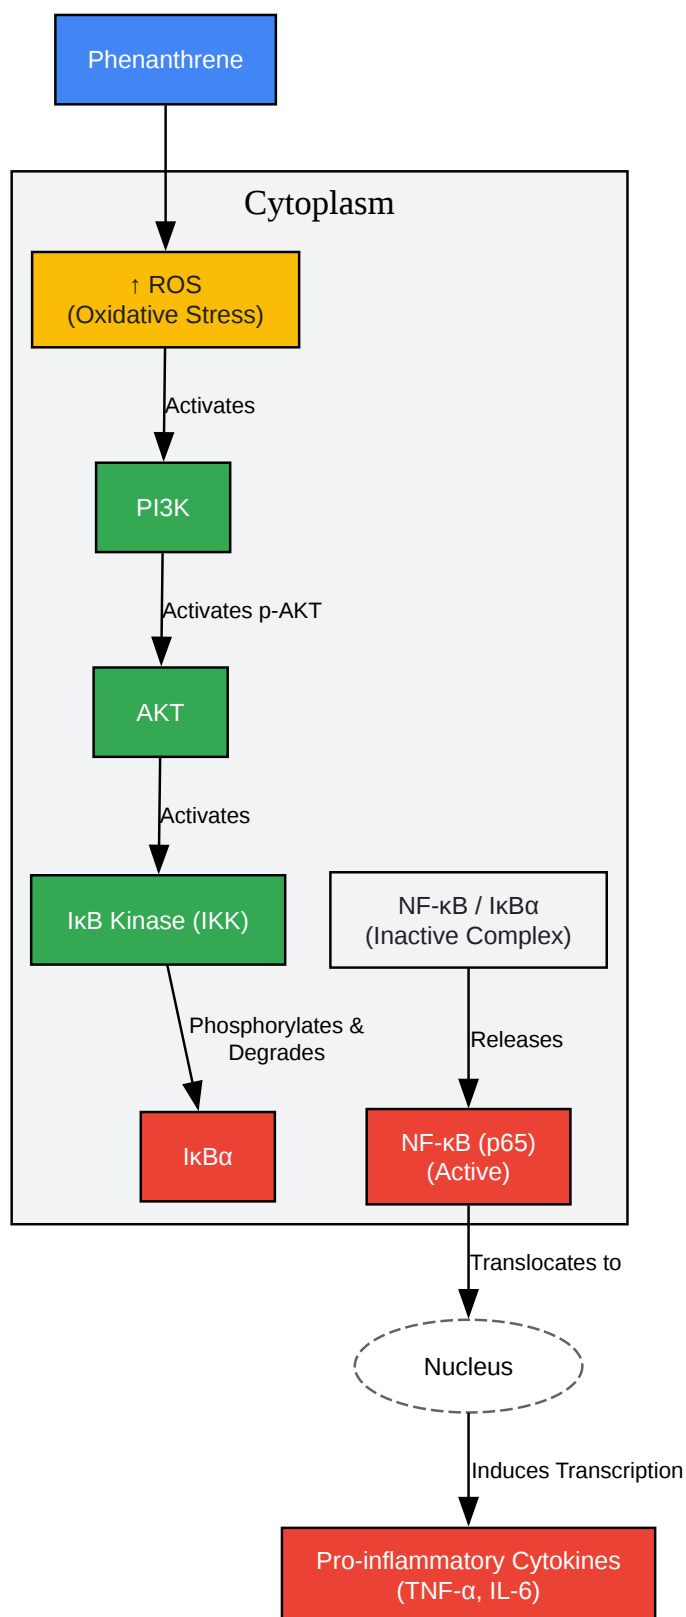 Phenanthrene
Cytoplasm
↑ ROS
(Oxidative Stress)
Activates
PI3K
Activates p-AKT
AKT
Activates
IκB Kinase (IKK)
NF-κB / IκBα
(Inactive Complex)
Phosphorylates &
Degrades
Releases
IκBα
NF-κB (p65)
(Active)
Translocates to
Nucleus
Induces Transcription
Pro-inflammatory Cytokines
(TNF-α, IL-6)